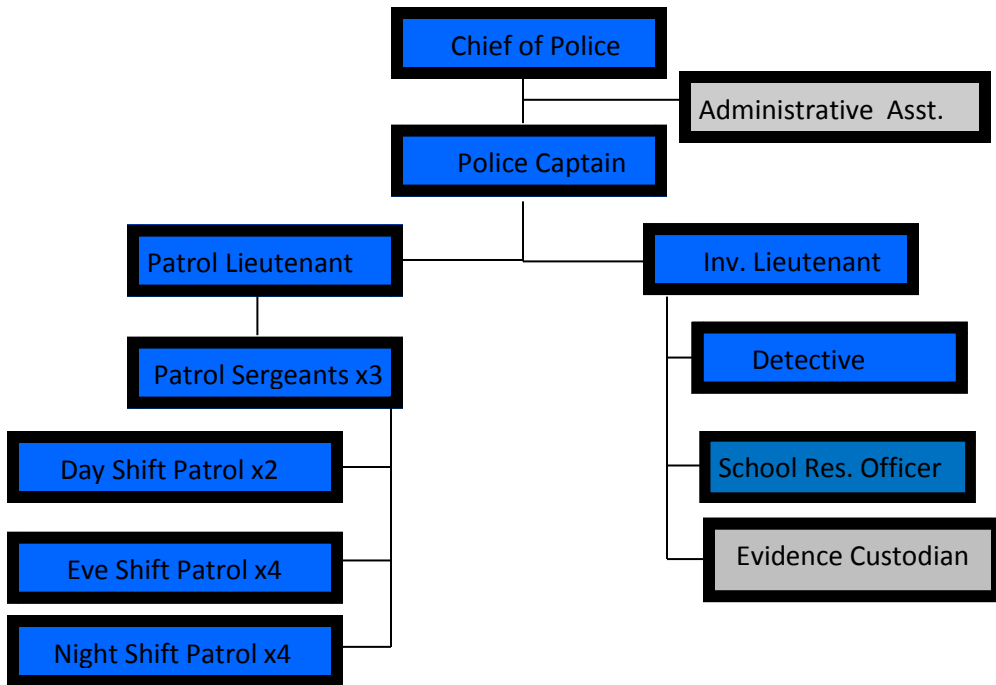 Chief of Police
Administrative Asst.
Police Captain
Patrol Lieutenant
Inv. Lieutenant
Patrol Sergeants x3
Detective
Day Shift Patrol x2
School Res. Officer
Eve Shift Patrol x4
Evidence Custodian
Night Shift Patrol x4